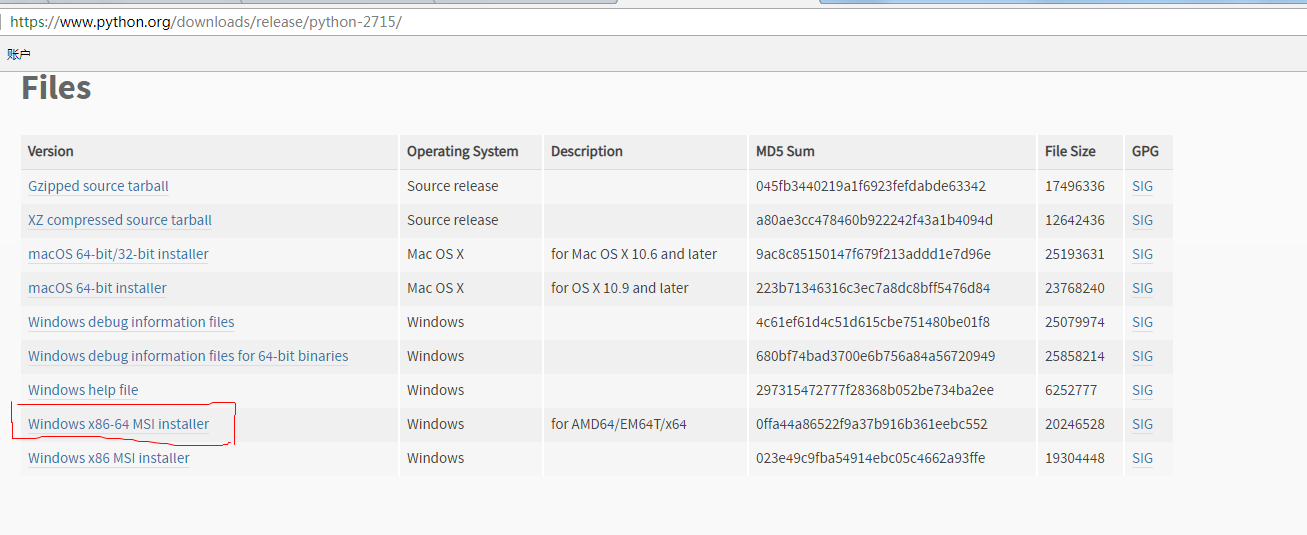 https://www.python.org/downloads/release/python-2715/
账户
Files
Version Operating System Description MD5 Sum File Size GPG
Gzipped source tarball Source release 045fb3440219a1f6923fefdabde63342 17496336 SIG
XZ compressed source tarball Source release a80ae3cc478460b922242f43a1b4094d 12642436 SIG
macOS 64-bit/32-bit installer Mac OS X for Mac OS X 10.6 and later 9ac8c85150147f679f213addd1e7d96e 25193631 SIG
macOS 64-bit installer Mac OS X for OS X 10.9 and later 223b71346316c3ec7a8dc8bff5476d84 23768240 SIG
Windows debug information files Windows 4c61ef61d4c51d615cbe751480be01f8 25079974 SIG
Windows debug information files for 64-bit binaries Windows 680bf74bad3700e6b756a84a56720949 25858214 SIG
Windows help file Windows 297315472777f28368b052be734ba2ee 6252777 SIG
Windows x86-64 MSI installer Windows for AMD64/EM64T/x64 0ffa44a86522f9a37b916b361eebc552 20246528 SIG
Windows x86 MSI installer Windows 023e49c9fba54914ebc05c4662a93ffe 19304448 SIG